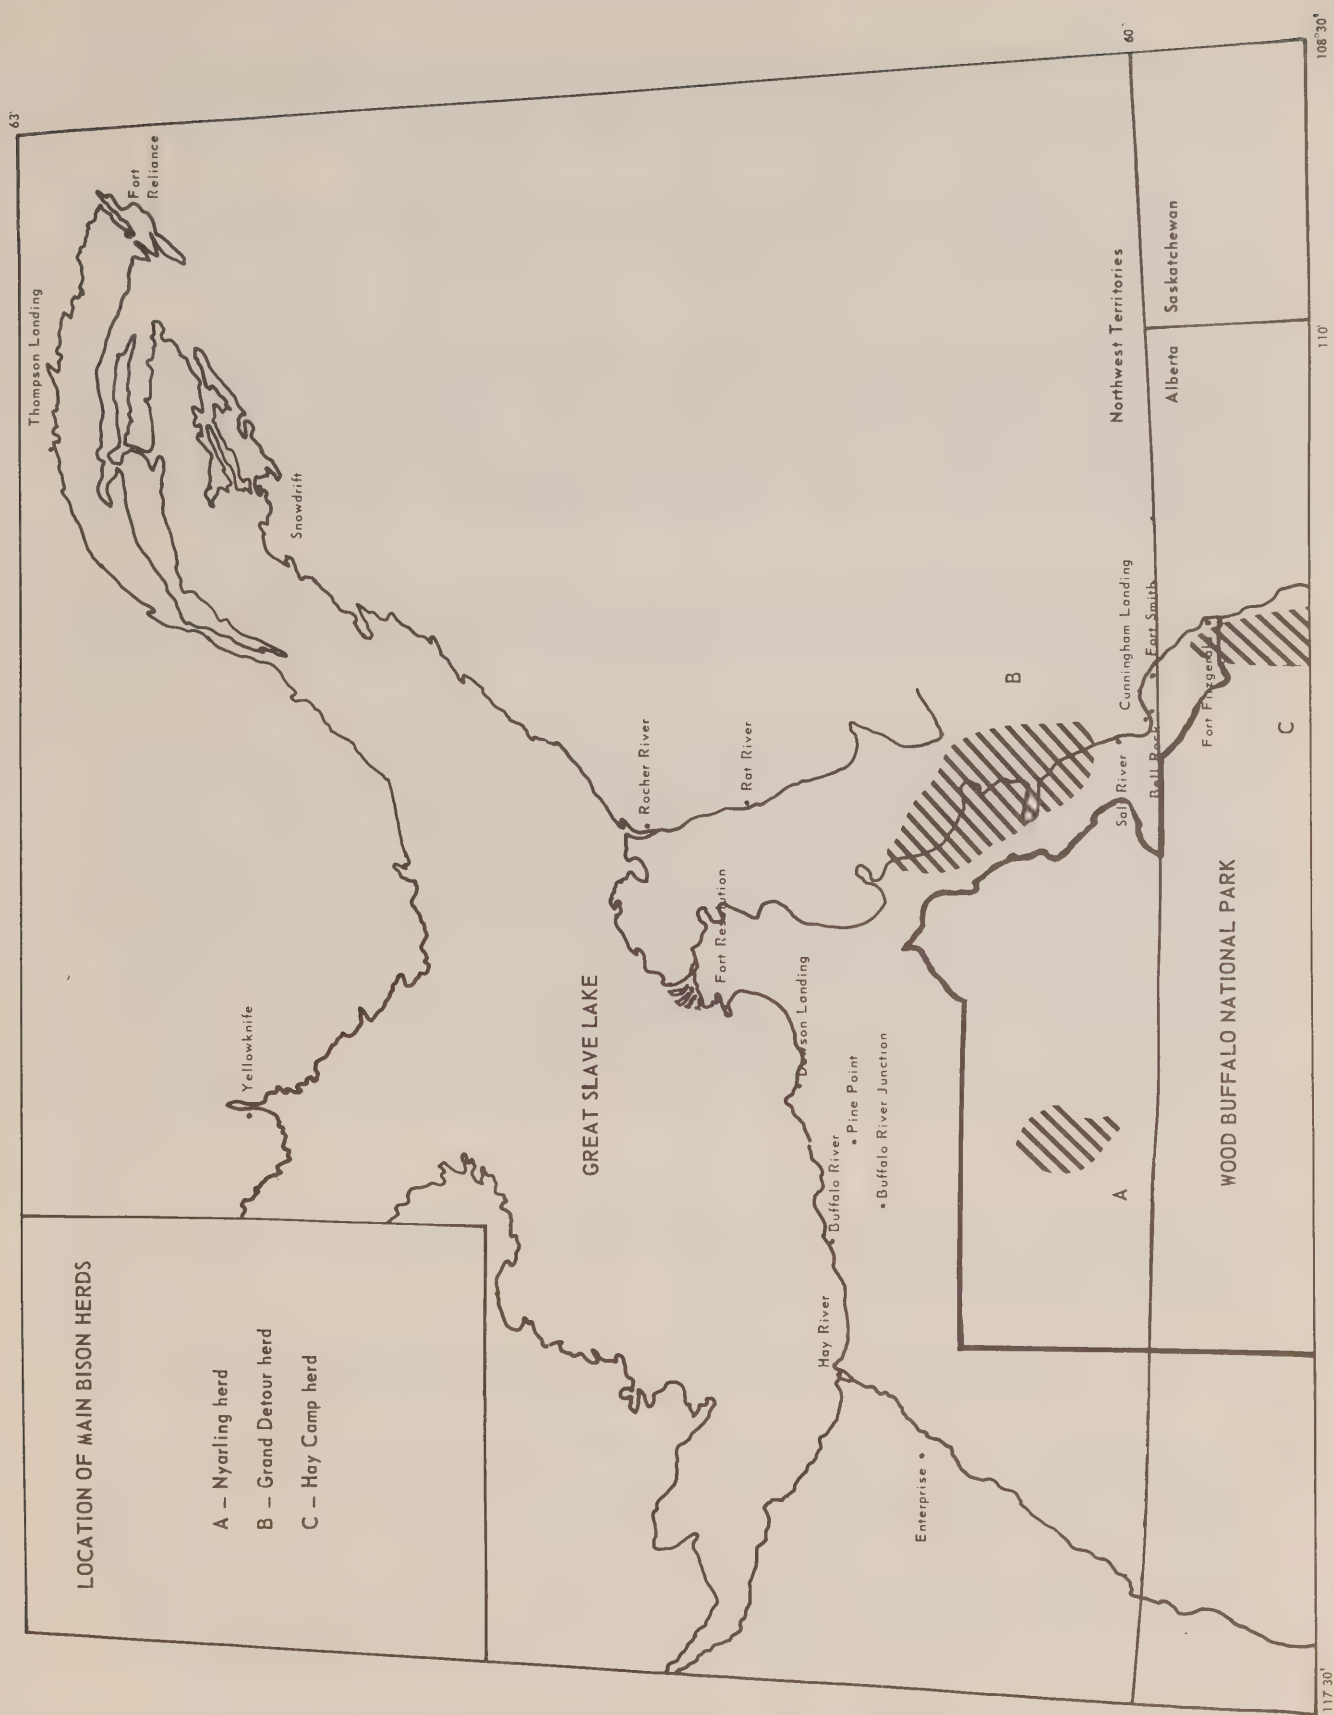 LOCATION OF MAIN BISON HERDS
A – Nyarling herd
B – Grand Detour herd
C – Hay Camp herd
63°
Thompson Landing
Fort
Reliance
Snowdrift
Yellowknife
GREAT SLAVE LAKE
Rocher River
Rat River
Fort Resolution
Dawson Landing
Pine Point
Buffalo River
Buffalo River Junction
Hay River
Enterprise
B
A
Northwest Territories
60°
Alberta
Saskatchewan
Cunningham Landing
Salt River
Bell Rock
Fort Smith
Fort Fitzgerald
WOOD BUFFALO NATIONAL PARK
C
117 30'
110°
108°30'